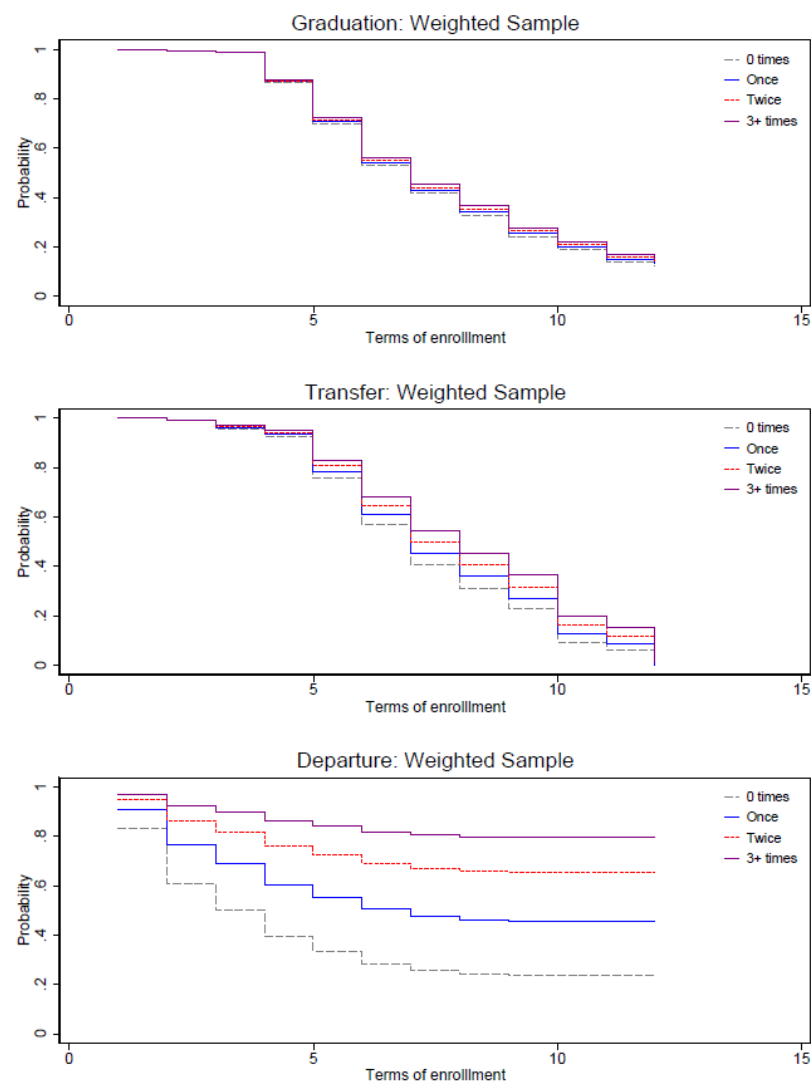 Graduation: Weighted Sample
0 times
Once
Twice
3+ times
Probability
1
.8
.6
.4
.2
0
0 5 10 15
Terms of enrolllment
Transfer: Weighted Sample
0 times
Once
Twice
3+ times
Probability
1
.8
.6
.4
.2
0
0 5 10 15
Terms of enrolllment
Departure: Weighted Sample
0 times
Once
Twice
3+ times
Probability
1
.8
.6
.4
.2
0
0 5 10 15
Terms of enrolllment